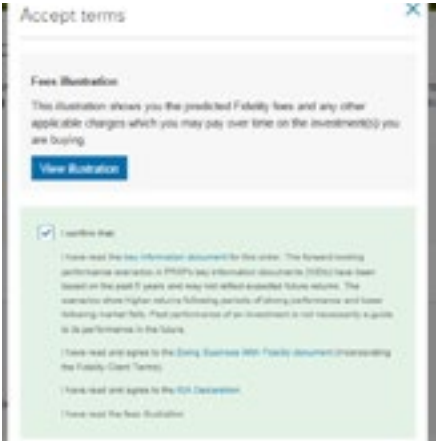 Accept terms
Fees illustration
This illustration shows you the predicted Fidelity fees and any other
applicable charges which you may pay over time on the investment(s) you
are buying.
View illustration
I confirm that
I have read the key information document for this order. The forward-looking
performance scenarios in PRIIPs key information documents (KIDs) have been
based on the past 5 years and may not reflect expected future returns. The
scenarios show higher returns following periods of strong performance and lower
following market falls. Past performance of an investment is not necessarily a guide
to its performance in the future.
I have read and agree to the Doing Business With Fidelity document (incorporating
the Fidelity Client Terms).
I have read and agree to the ISA Declaration
I have read the fees illustration